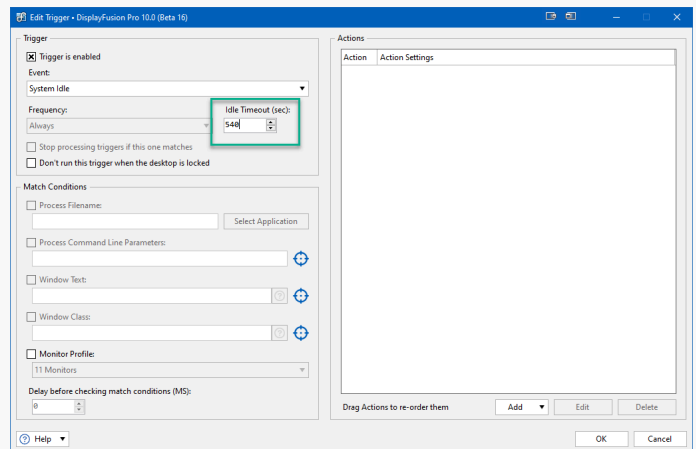 Edit Trigger • DisplayFusion Pro 10.0 (Beta 16)
Trigger
Trigger is enabled
Event:
System Idle
Frequency:
Idle Timeout (sec):
Always
540
Stop processing triggers if this one matches
Don't run this trigger when the desktop is locked
Match Conditions
Process Filename:
Select Application
Process Command Line Parameters:
Window Text:
Window Class:
Monitor Profile:
11 Monitors
Delay before checking match conditions (MS):
0
Help
Actions
Action Action Settings
Drag Actions to re-order them
Add
Edit
Delete
OK
Cancel